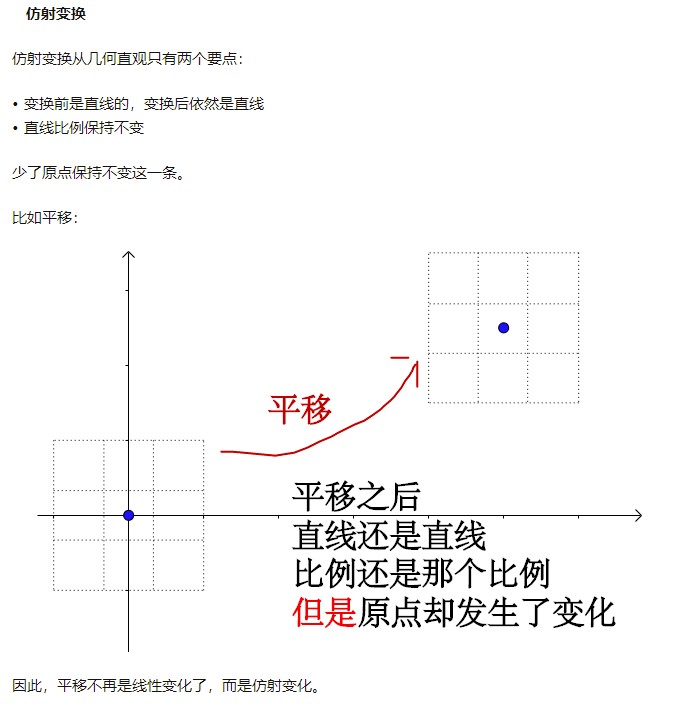 仿射变换
仿射变换从几何直观只有两个要点：
• 变换前是直线的，变换后依然是直线
• 直线比例保持不变
少了原点保持不变这一条。
比如平移：
平移
平移之后
直线还是直线
比例还是那个比例
但是原点却发生了变化
因此，平移不再是线性变化了，而是仿射变化。